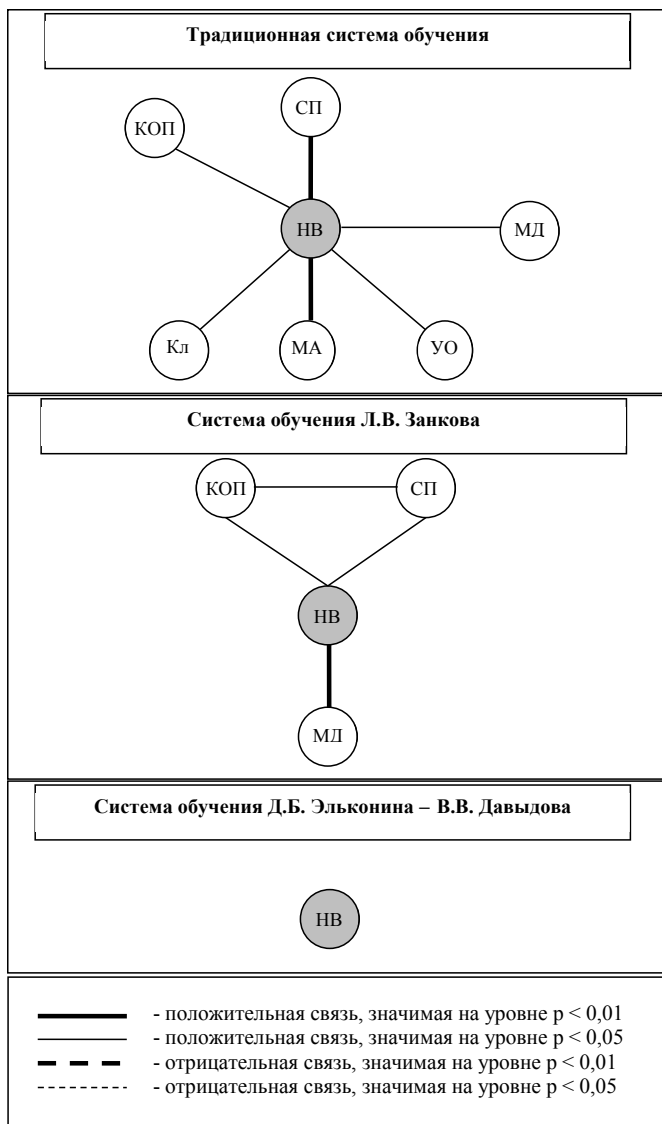 Традиционная система обучения
СП
КОП
НВ
МД
Кл
МА
УО
Система обучения Л.В. Занкова
КОП
СП
НВ
МД
Система обучения Д.Б. Эльконина – В.В. Давыдова
НВ
- положительная связь, значимая на уровне p < 0,01
- положительная связь, значимая на уровне p < 0,05
- отрицательная связь, значимая на уровне p < 0,01
- отрицательная связь, значимая на уровне p < 0,05